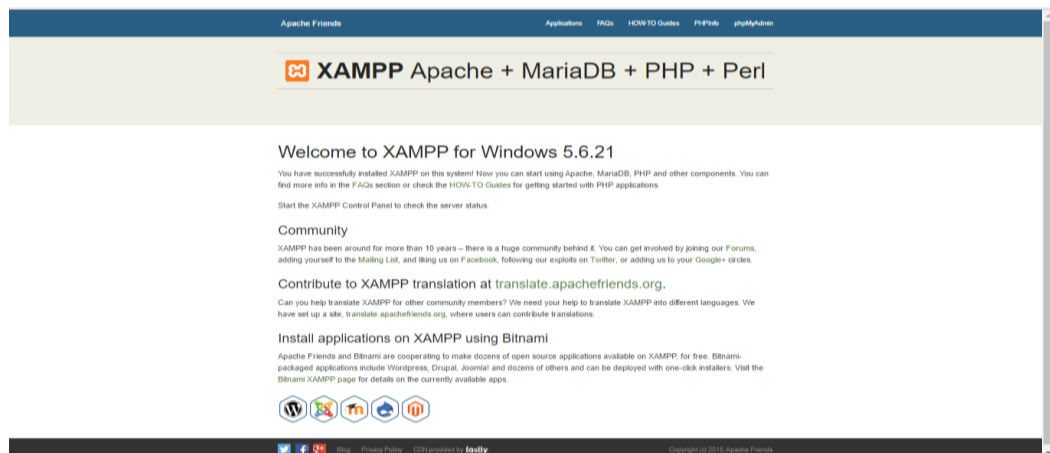 Apache Friends
Applications FAQs HOW-TO Guides PHPInfo phpMyAdmin
XAMPP Apache + MariaDB + PHP + Perl
Welcome to XAMPP for Windows 5.6.21
You have successfully installed XAMPP on this system! Now you can start using Apache, MariaDB, PHP and other components. You can
find more info in the FAQs section or check the HOW-TO Guides for getting started with PHP applications.
Start the XAMPP Control Panel to check the server status.
Community
XAMPP has been around for more than 10 years – there is a huge community behind it. You can get involved by joining our Forums,
adding yourself to the Mailing List, and liking us on Facebook, following our exploits on Twitter, or adding us to your Google+ circles.
Contribute to XAMPP translation at translate.apachefriends.org.
Can you help translate XAMPP for other community members? We need your help to translate XAMPP into different languages. We
have set up a site, translate.apachefriends.org, where users can contribute translations.
Install applications on XAMPP using Bitnami
Apache Friends and Bitnami are cooperating to make dozens of open source applications available on XAMPP, for free. Bitnami-
packaged applications include Wordpress, Drupal, Joomla! and dozens of others and can be deployed with one-click installers. Visit the
Bitnami XAMPP page for details on the currently available apps.
Blog Privacy Policy CDN provided by fastly
Copyright (c) 2015, Apache Friends